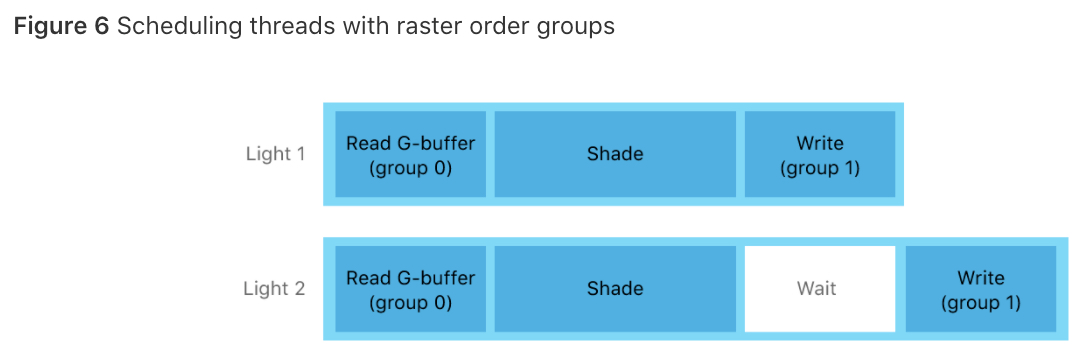 Figure 6 Scheduling threads with raster order groups
Light 1
Read G-buffer
(group 0)
Shade
Write
(group 1)
Light 2
Read G-buffer
(group 0)
Shade
Wait
Write
(group 1)